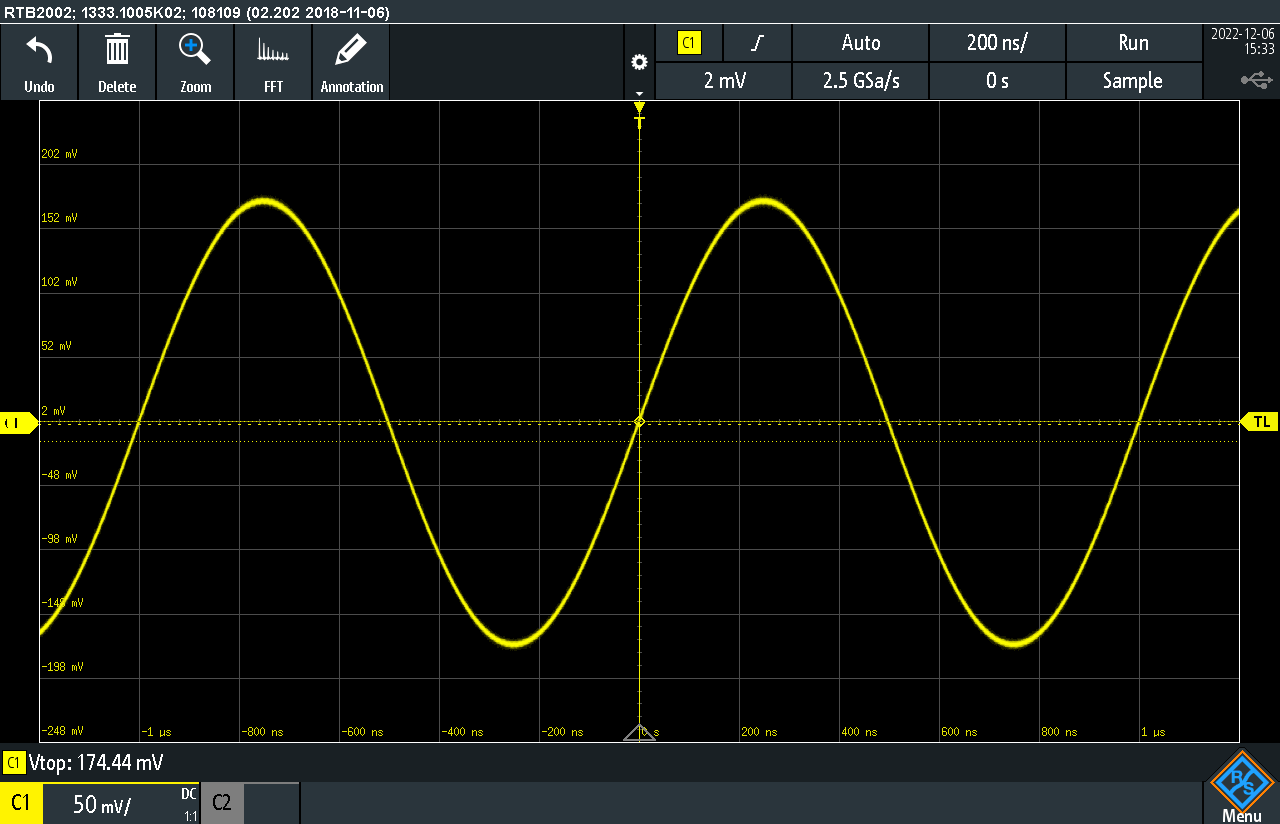 RTB2002; 1333.1005K02; 108109 (02.202 2018-11-06)
Undo Delete Zoom FFT Annotation
C1 Auto 200 ns/ Run
2 mV 2.5 GSa/s 0 s Sample
2022-12-06
15:33
T
202 mV
152 mV
102 mV
52 mV
2 mV
TL
-48 mV
-98 mV
-148 mV
-198 mV
-248 mV -1 µs -800 ns -600 ns -400 ns -200 ns 0 s 200 ns 400 ns 600 ns 800 ns 1 µs
C1 Vtop: 174.44 mV
C1 50 mV/ DC
1:1
C2
R S
Menu